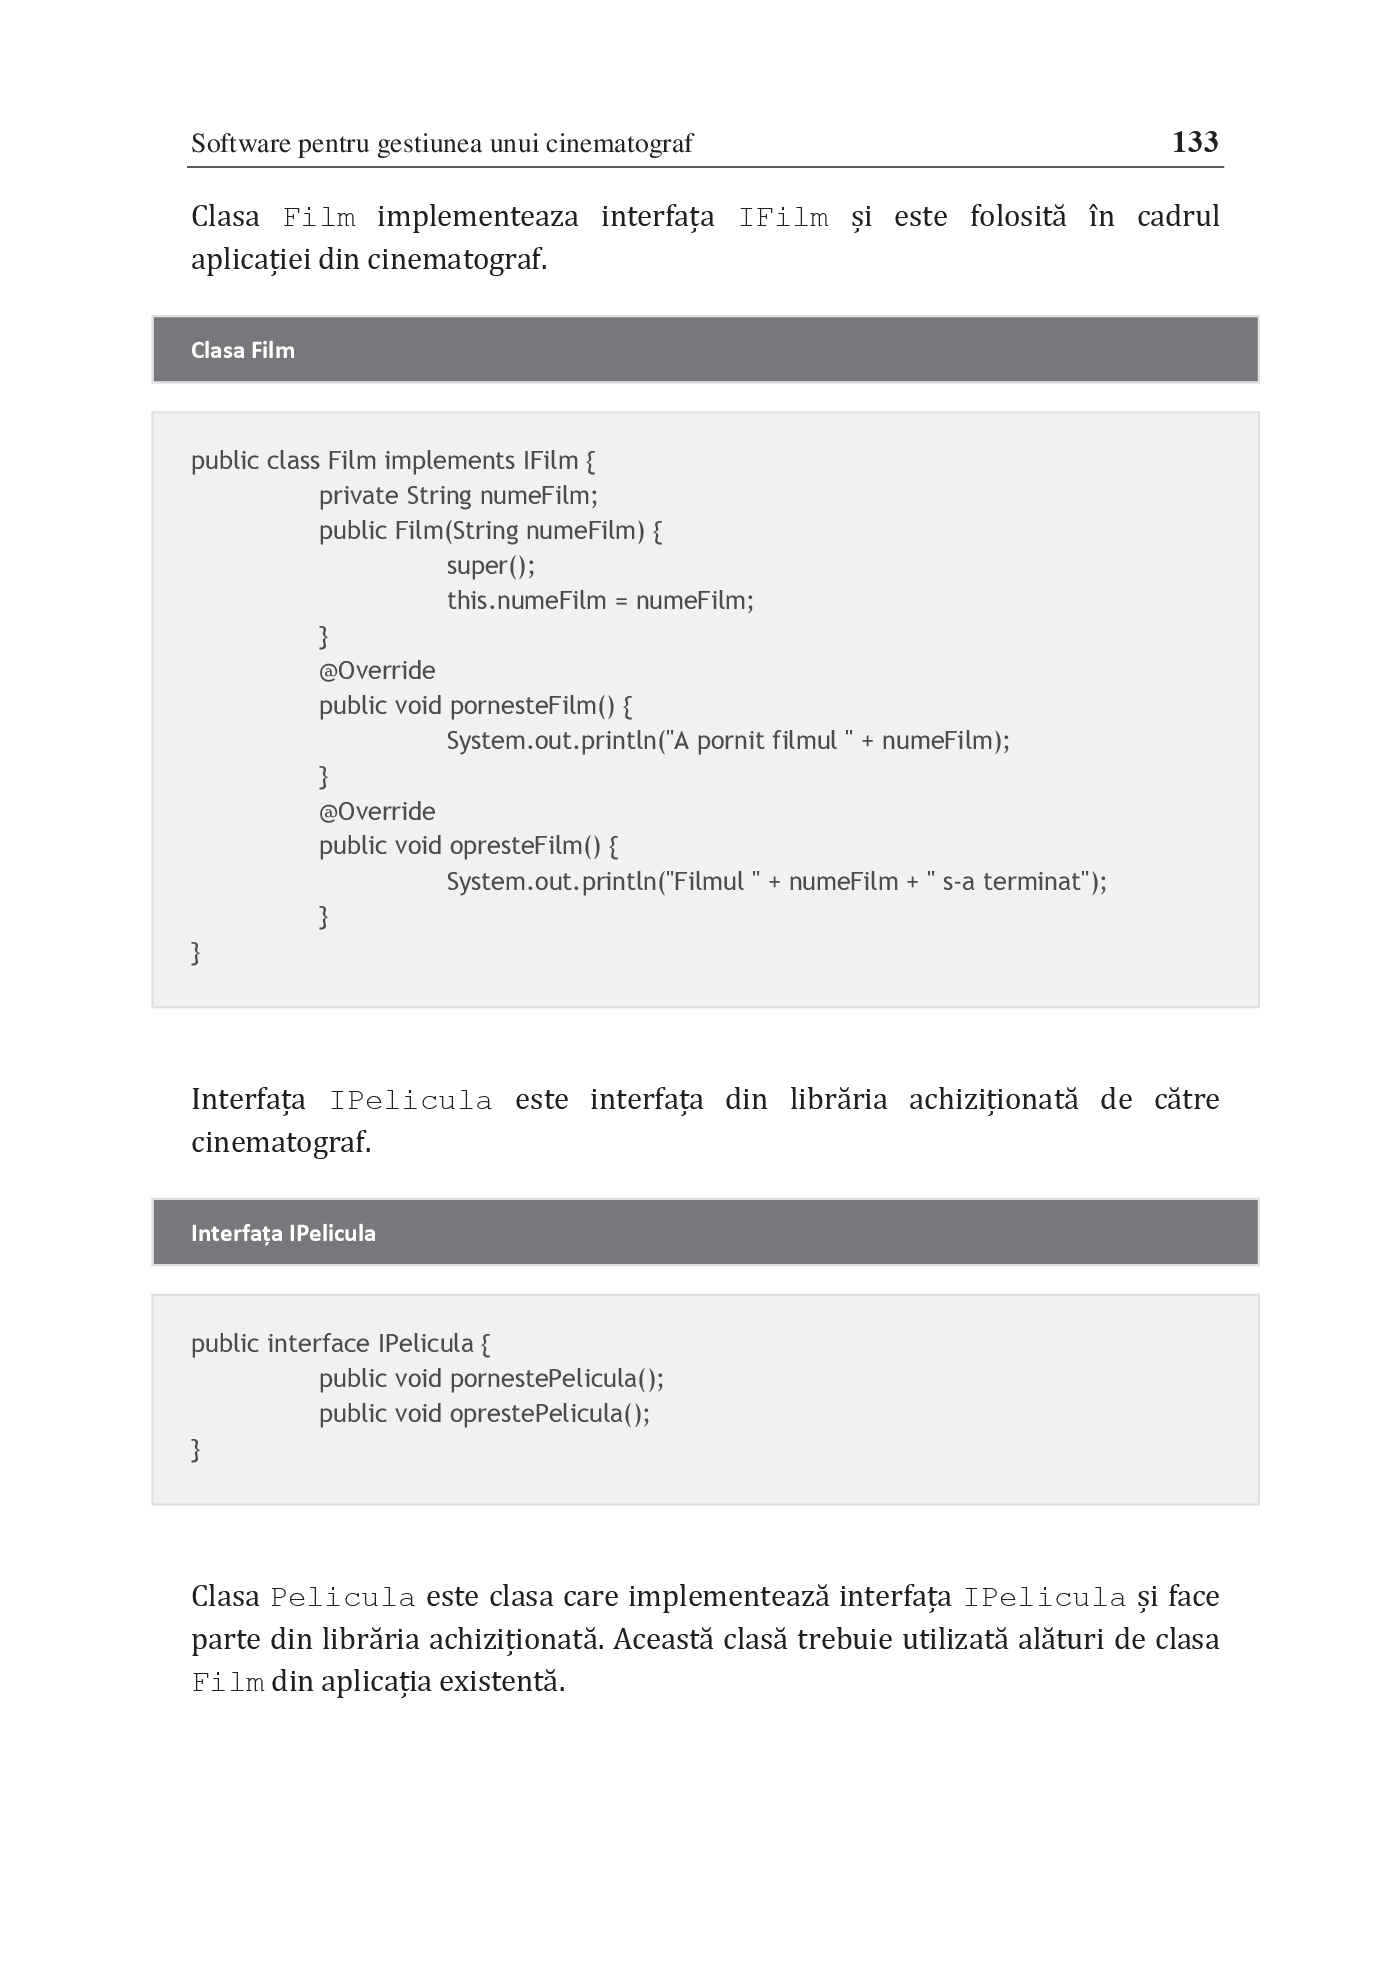 Software pentru gestiunea unui cinematograf 133
Clasa Film implementeaza interfața IFilm și este folosită în cadrul
aplicației din cinematograf.
Clasa Film
public class Film implements IFilm {
private String numeFilm;
public Film(String numeFilm) {
super();
this.numeFilm = numeFilm;
}
@Override
public void pornesteFilm() {
System.out.println("A pornit filmul " + numeFilm);
}
@Override
public void opresteFilm() {
System.out.println("Filmul " + numeFilm + " s-a terminat");
}
}
Interfața IPelicula este interfața din librăria achiziționată de către
cinematograf.
Interfața IPelicula
public interface IPelicula {
public void pornestePelicula();
public void oprestePelicula();
}
Clasa Pelicula este clasa care implementează interfața IPelicula și face
parte din librăria achiziționată. Această clasă trebuie utilizată alături de clasa
Film din aplicația existentă.